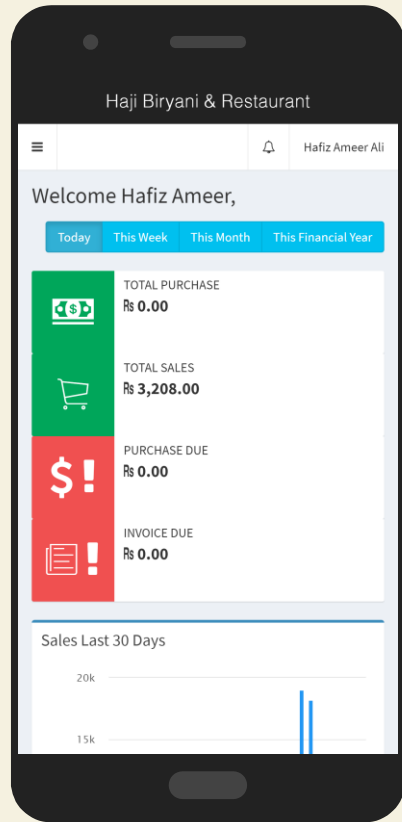 Haji Biryani & Restaurant
Hafiz Ameer Ali
Welcome Hafiz Ameer,
Today This Week This Month This Financial Year
TOTAL PURCHASE
₨ 0.00
TOTAL SALES
₨ 3,208.00
PURCHASE DUE
₨ 0.00
INVOICE DUE
₨ 0.00
Sales Last 30 Days
20k
15k